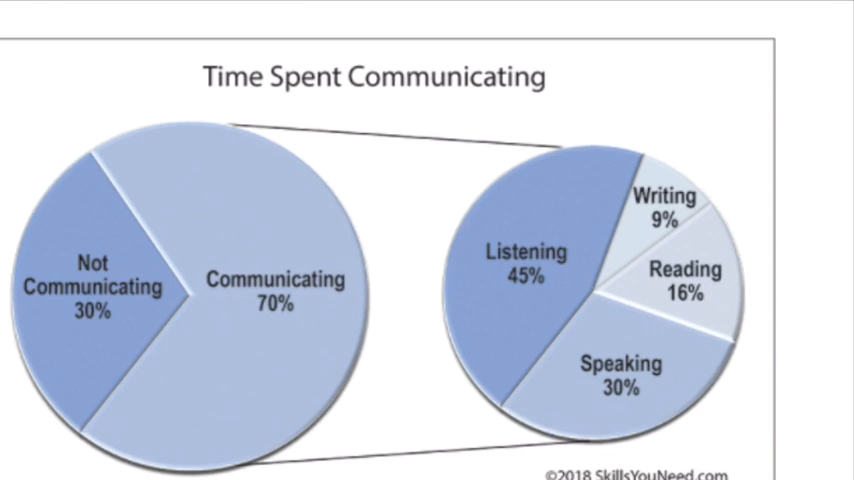 Time Spent Communicating
Not
Communicating
30%
Communicating
70%
Listening
45%
Writing
9%
Reading
16%
Speaking
30%
©2018 SkillsYouNeed.com